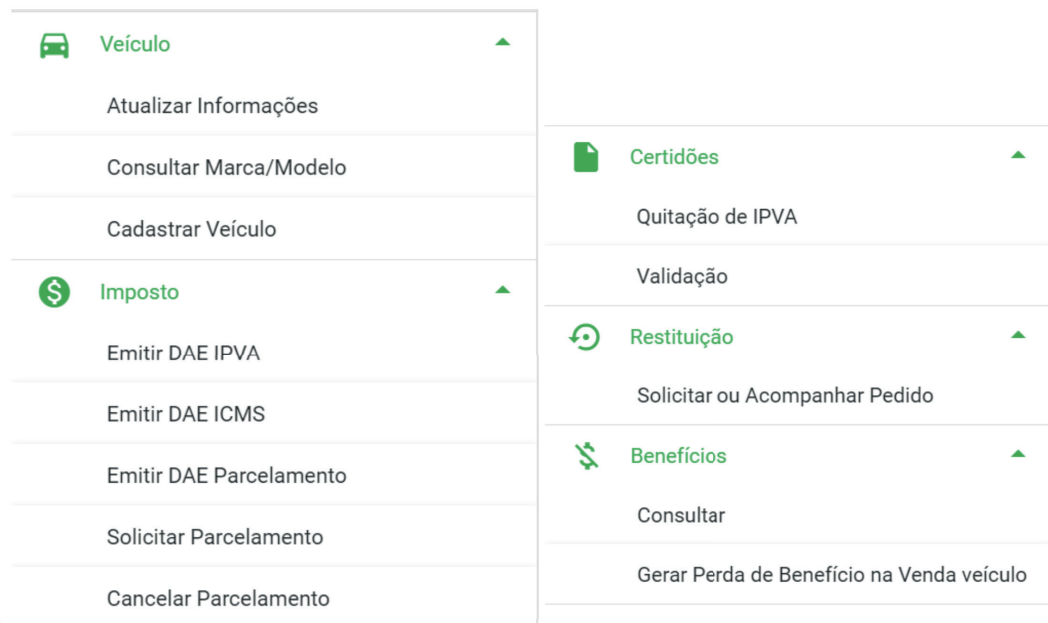 Veículo
Atualizar Informações
Consultar Marca/Modelo
Cadastrar Veículo
Imposto
Emitir DAE IPVA
Emitir DAE ICMS
Emitir DAE Parcelamento
Solicitar Parcelamento
Cancelar Parcelamento
Certidões
Quitação de IPVA
Validação
Restituição
Solicitar ou Acompanhar Pedido
Benefícios
Consultar
Gerar Perda de Benefício na Venda veículo